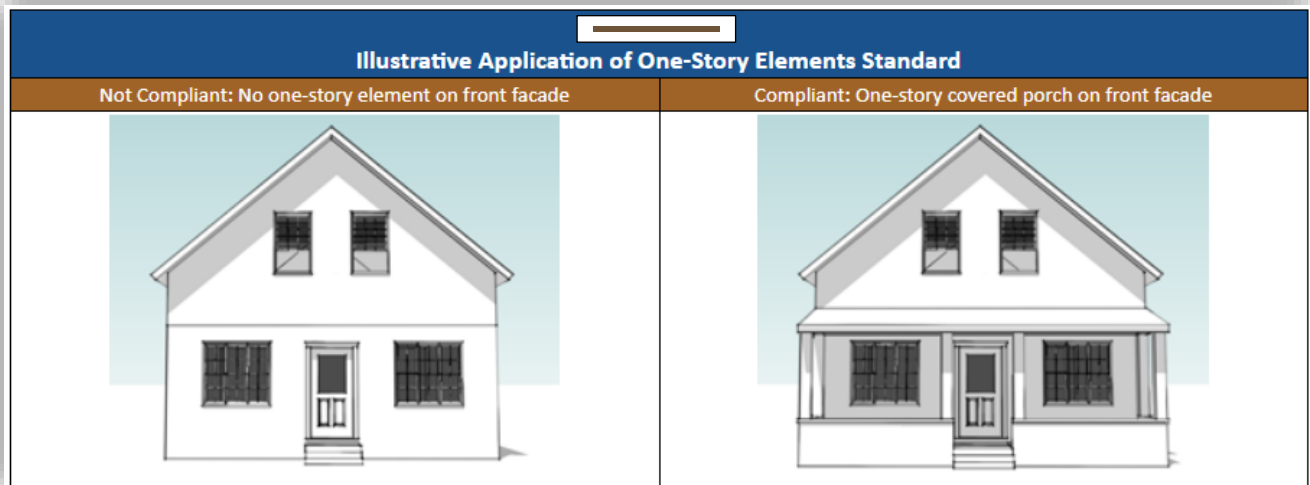 Illustrative Application of One-Story Elements Standard
Not Compliant: No one-story element on front facade
Compliant: One-story covered porch on front facade